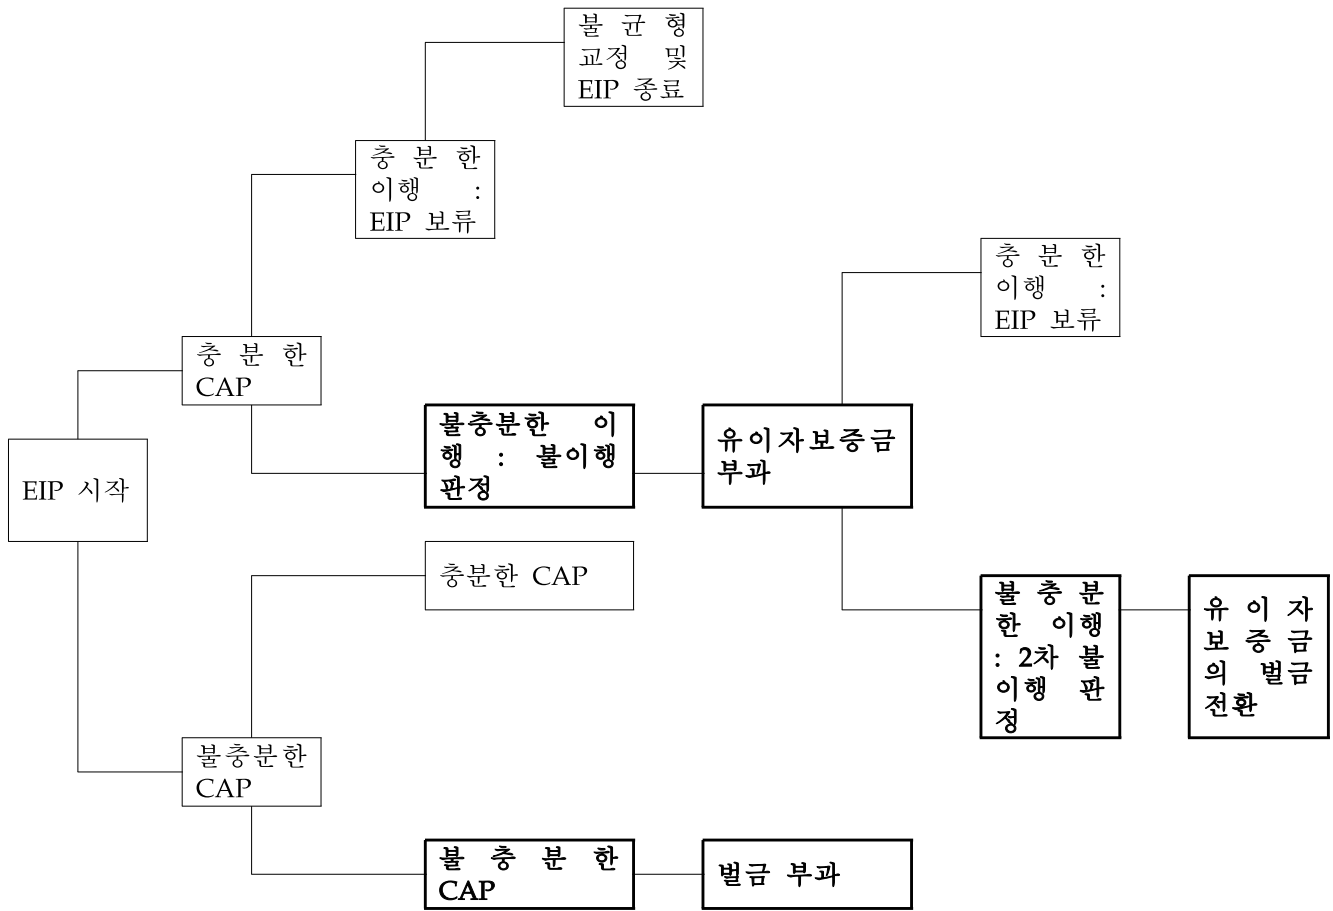 불 균 형
교정 및
EIP 종료
충 분 한
이행 :
EIP 보류
충 분 한
이행 :
EIP 보류
충 분 한
CAP
불충분한 이
행 : 불이행
판정
유이자보증금
부과
EIP 시작
충분한 CAP
불 충 분
한 이행
: 2차 불
이행 판
정
유 이 자
보 증 금
의 벌금
전환
불충분한
CAP
불 충 분 한
CAP
벌금 부과